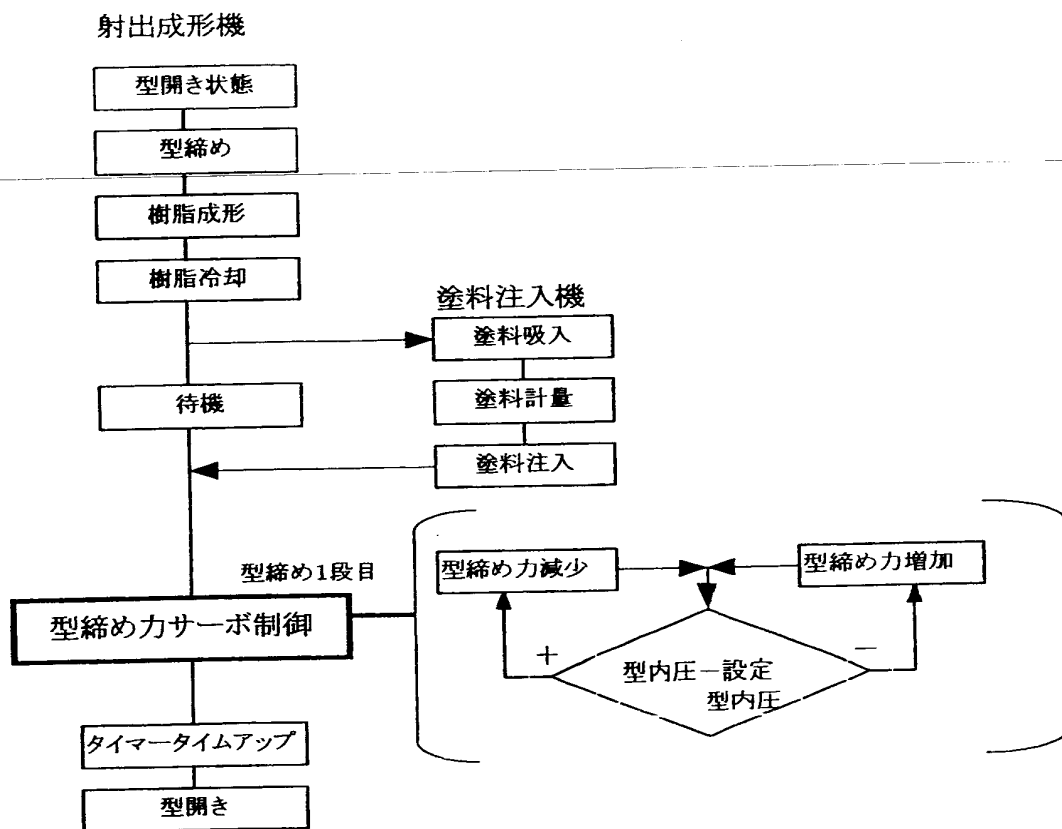 射出成形機
型開き状態
型締め
樹脂成形
樹脂冷却
塗料注入機
塗料吸入
待機
塗料計量
塗料注入
型締め1段目
型締め力サーボ制御
型締め力減少
型締め力増加
+
−
型内圧−設定
型内圧
タイマータイムアップ
型開き